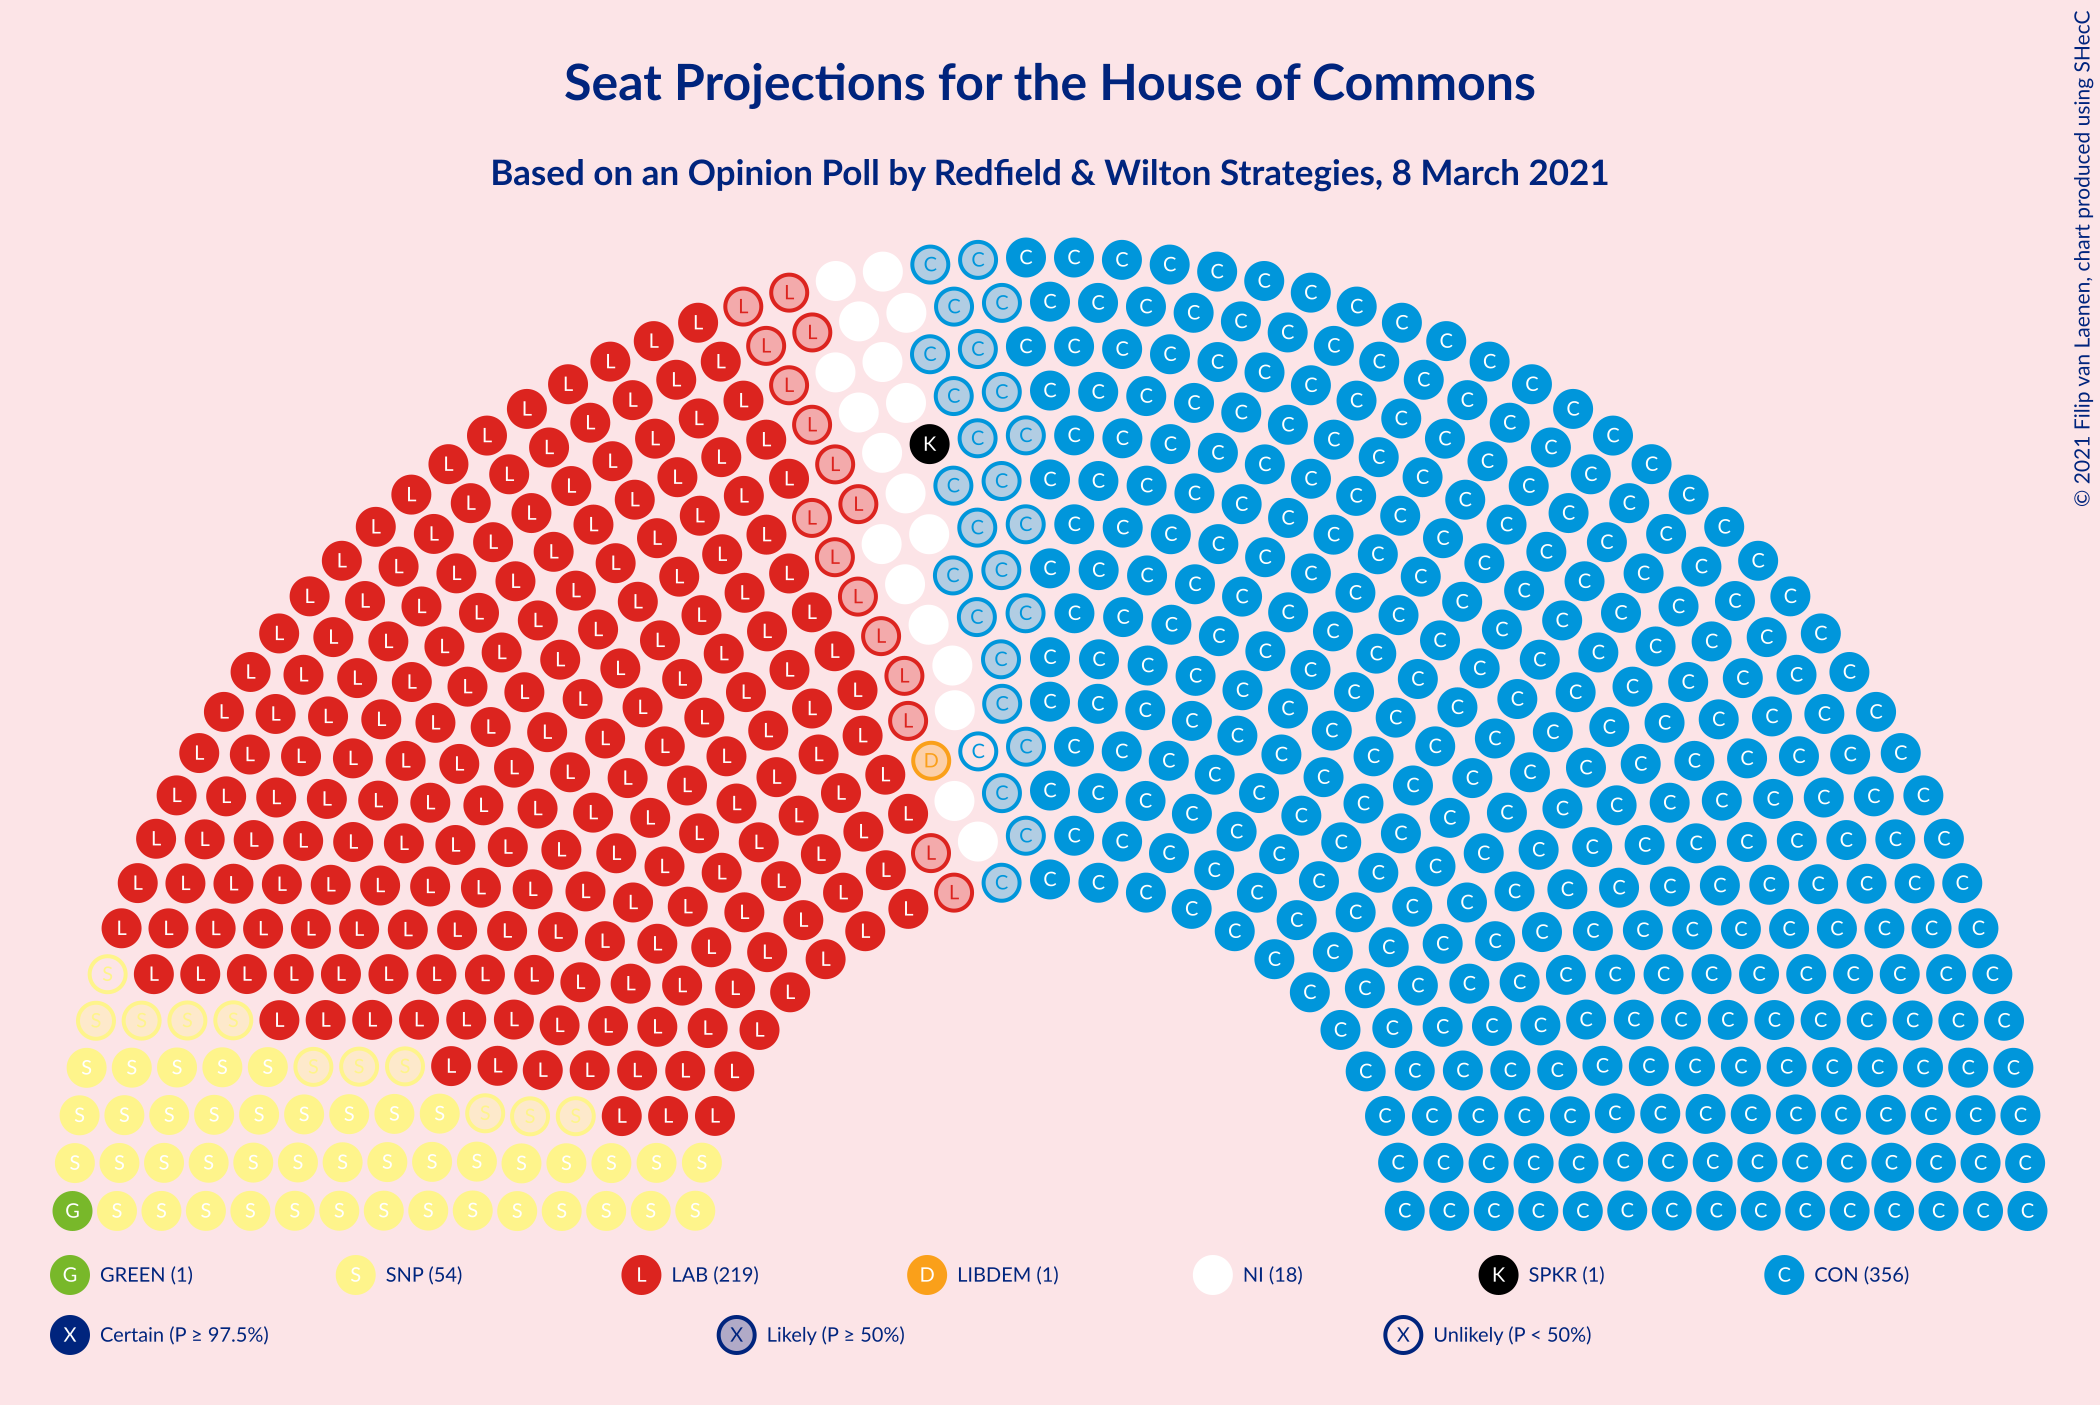 Seat Projections for the House of Commons
Based on an Opinion Poll by Redfield & Wilton Strategies, 8 March 2021
© 2021 Filip van Laenen, chart produced using SHecC
G GREEN (1)
S SNP (54)
L LAB (219)
D LIBDEM (1)
NI (18)
K SPKR (1)
C CON (356)
X Certain (P ≥ 97.5%)
X Likely (P ≥ 50%)
X Unlikely (P < 50%)